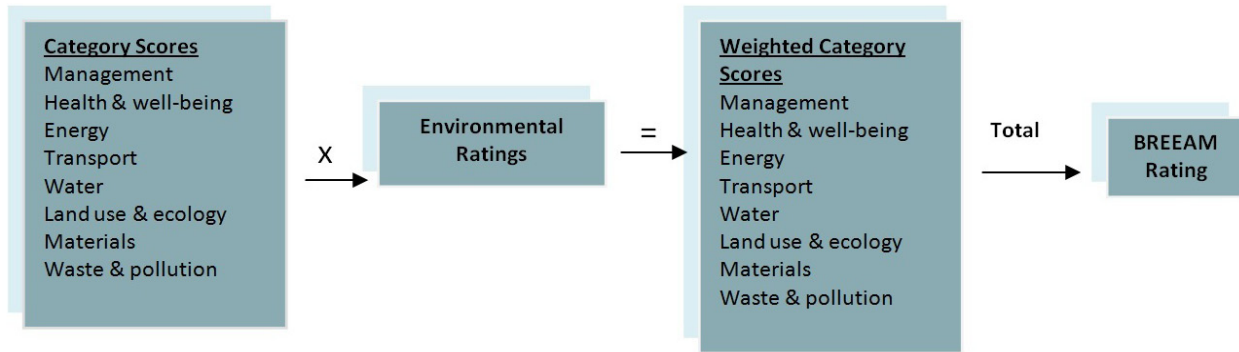 Category Scores
Management
Health & well-being
Energy
Transport
Water
Land use & ecology
Materials
Waste & pollution
X
Environmental
Ratings
=
Weighted Category
Scores
Management
Health & well-being
Energy
Transport
Water
Land use & ecology
Materials
Waste & pollution
Total
BREEAM
Rating